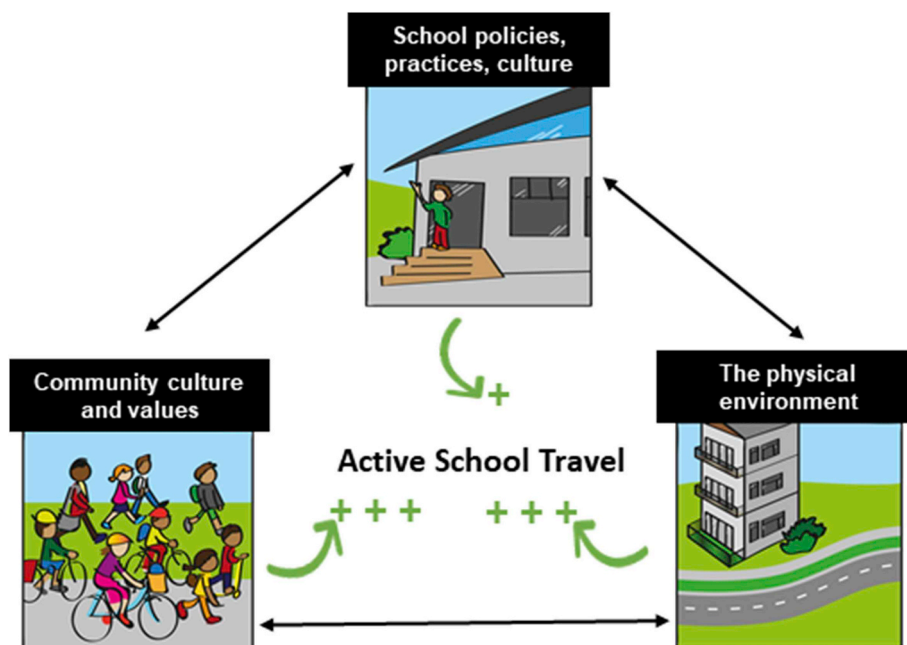 School policies,
practices, culture
Community culture
and values
The physical
environment
+
Active School Travel
+ + + + + +